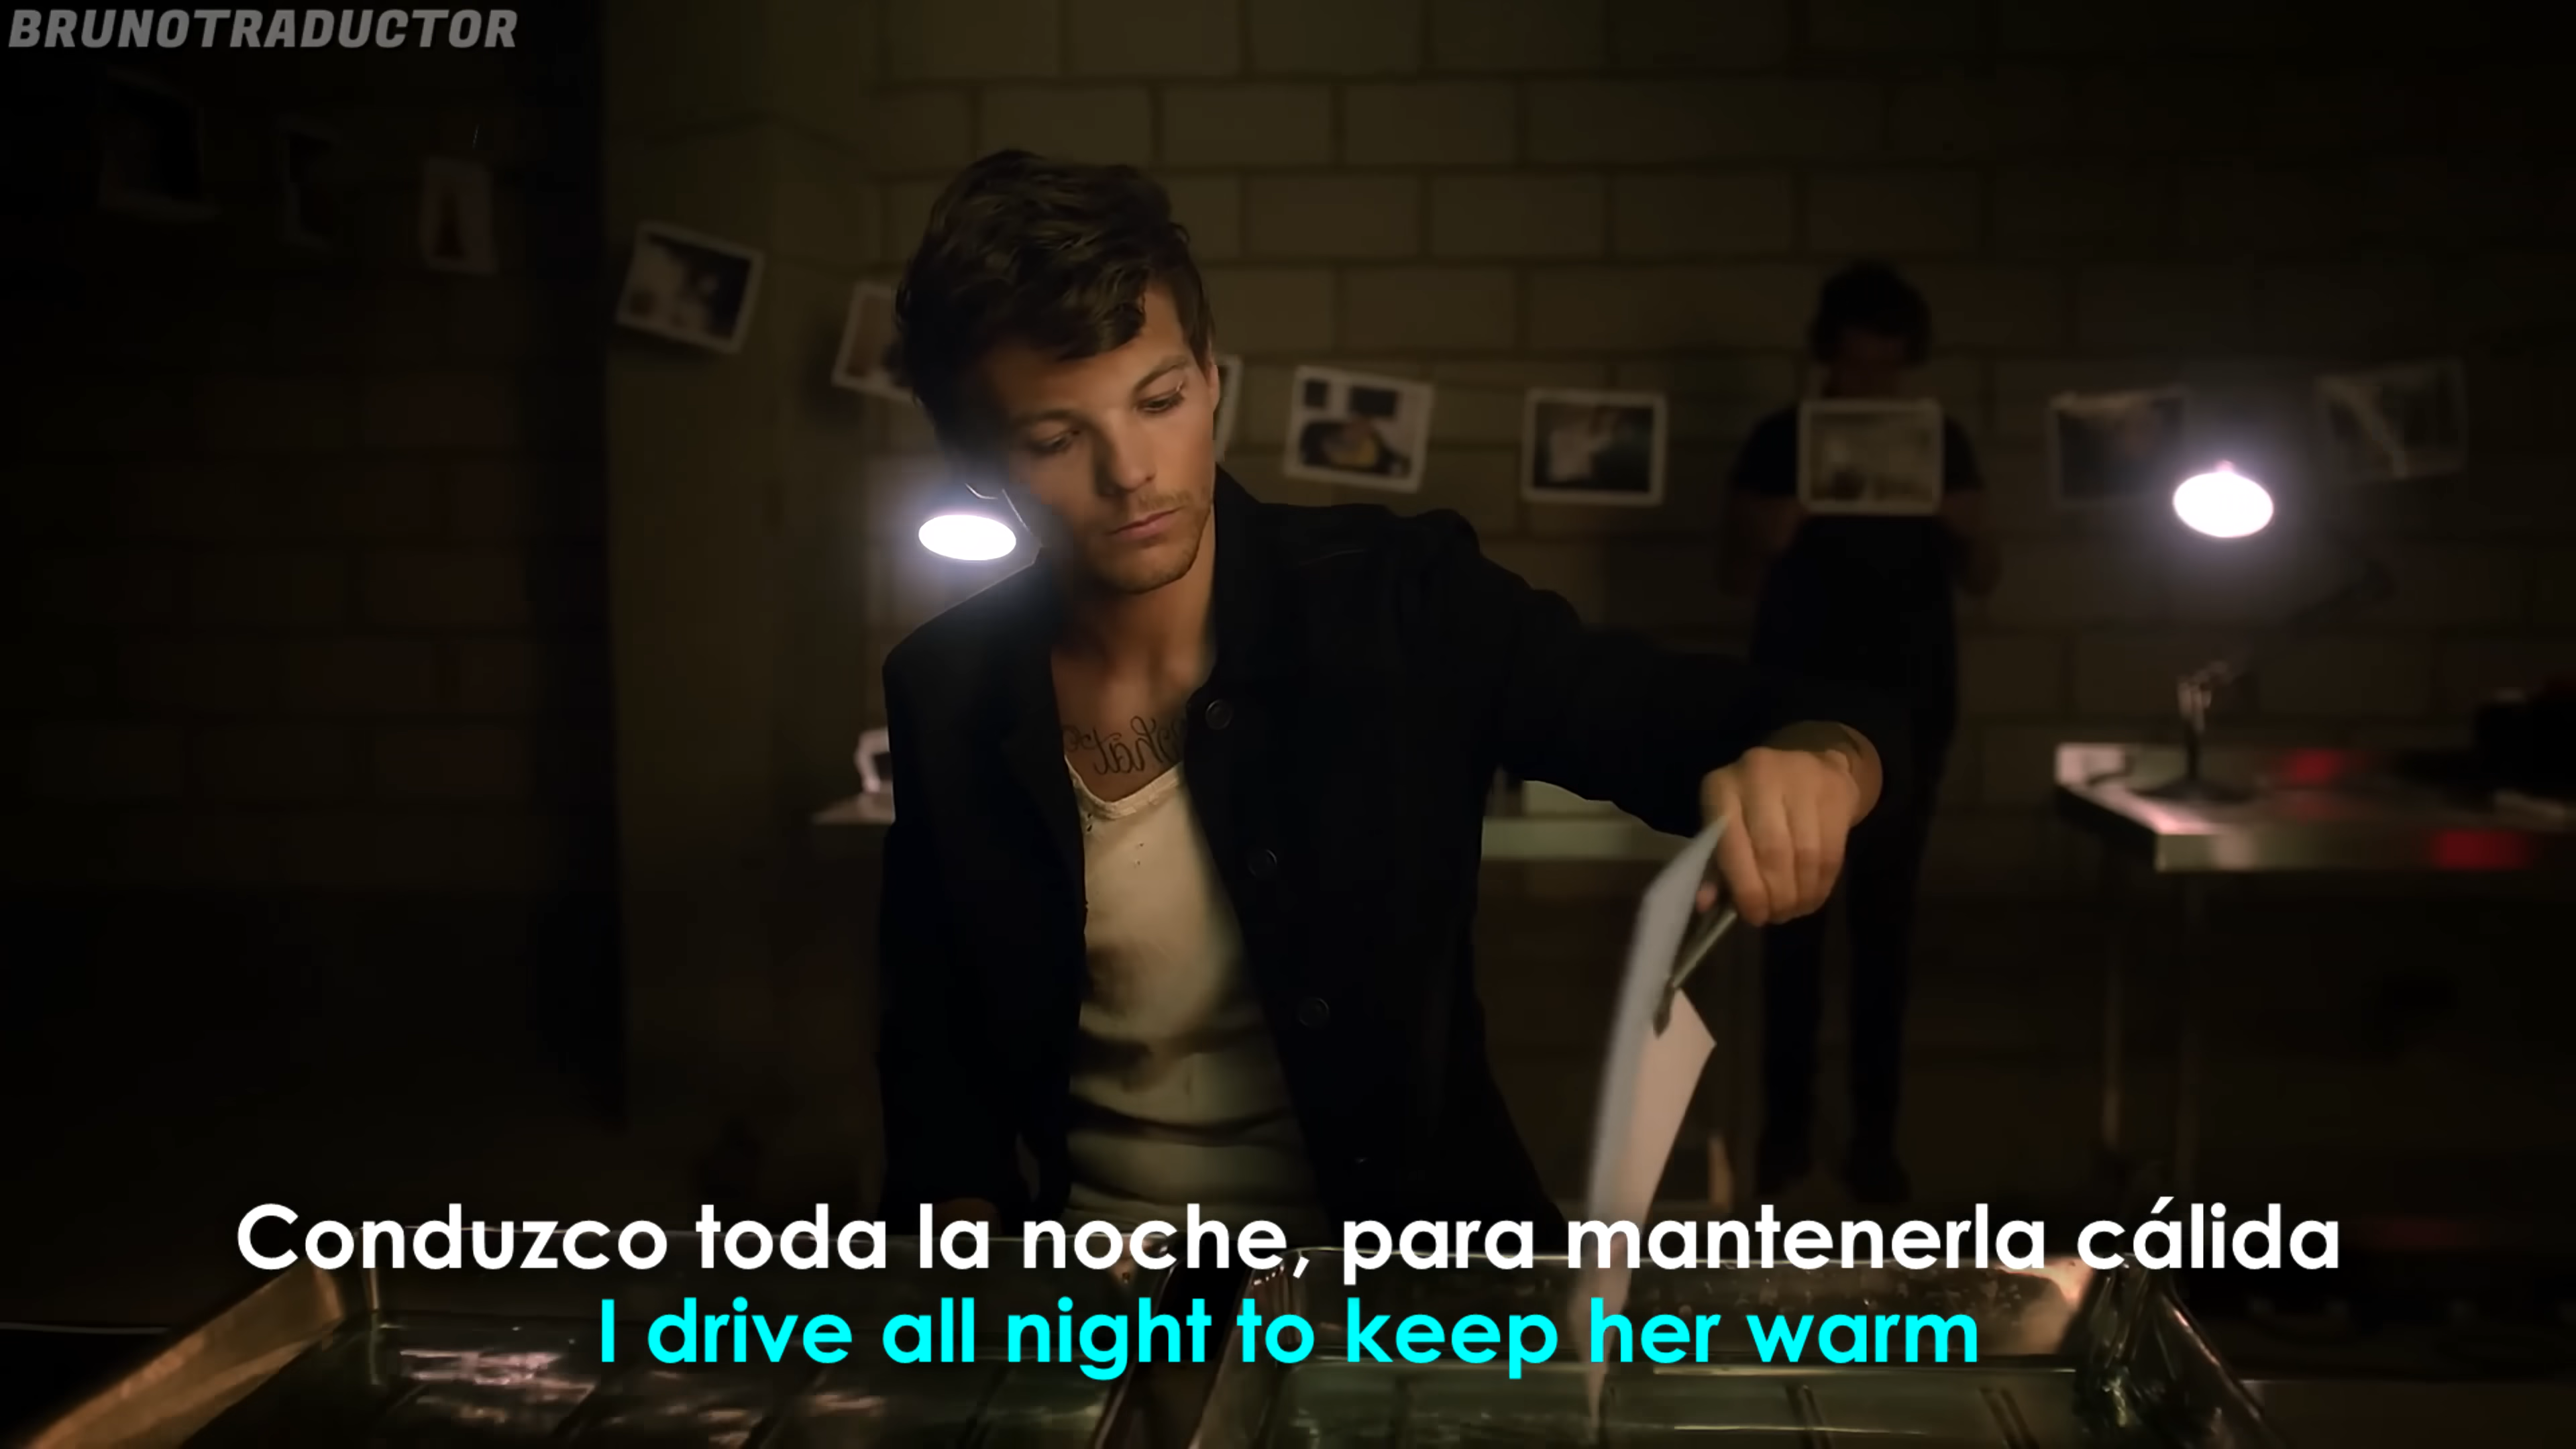 BRUNOTRADUCTOR
Conduzco toda la noche, para mantenerla cálida
I drive all night to keep her warm